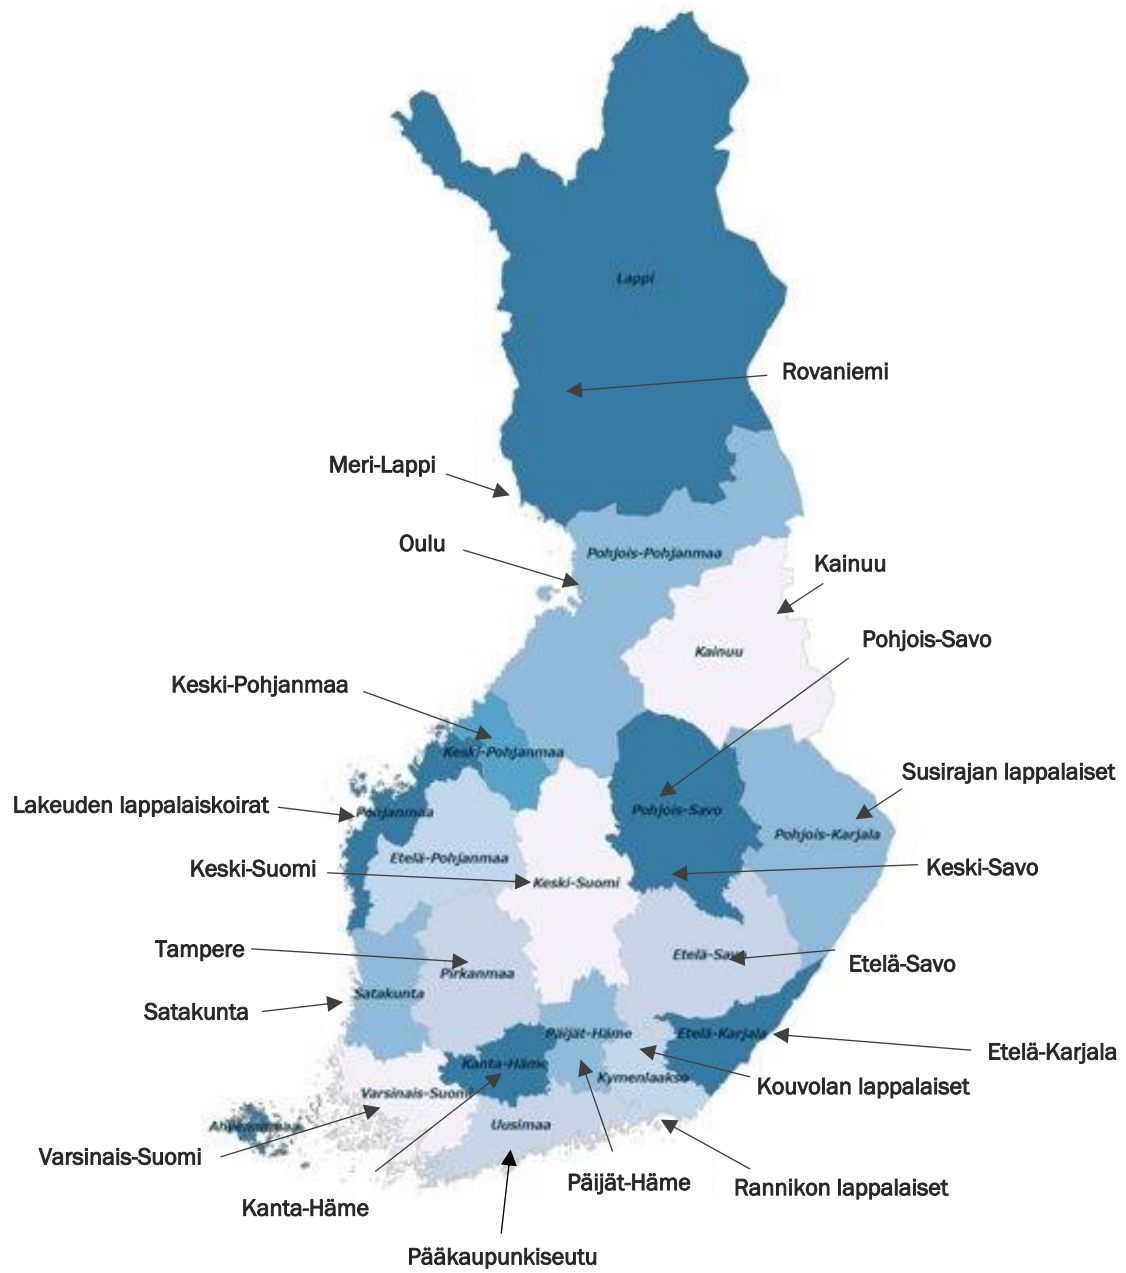 Lappi
Rovaniemi
Meri-Lappi
Oulu
Pohjois-Pohjanmaa
Kainuu
Pohjois-Savo
Kainuu
Keski-Pohjanmaa
Keski-Pohjanmaa
Susirajan lappalaiset
Lakeuden lappalaiskoirat
Pohjanmaa
Pohjois-Savo
Pohjois-Karjala
Etelä-Pohjanmaa
Keski-Suomi
Keski-Suomi
Keski-Savo
Tampere
Etelä-Savo
Etelä-Savo
Pirkanmaa
Satakunta
Satakunta
Päijät-Häme
Etelä-Karjala
Etelä-Karjala
Kanta-Häme
Kymenlaakso
Kouvolan lappalaiset
Varsinais-Suomi
Ahvenanmaa
Uusimaa
Varsinais-Suomi
Päijät-Häme
Rannikon lappalaiset
Kanta-Häme
Pääkaupunkiseutu